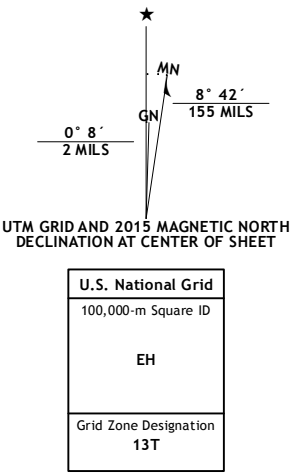 ★
MN
8° 42´
155 MILS
GN
0° 8´
2 MILS
UTM GRID AND 2015 MAGNETIC NORTH
DECLINATION AT CENTER OF SHEET
U.S. National Grid
100,000-m Square ID
EH
Grid Zone Designation
13T